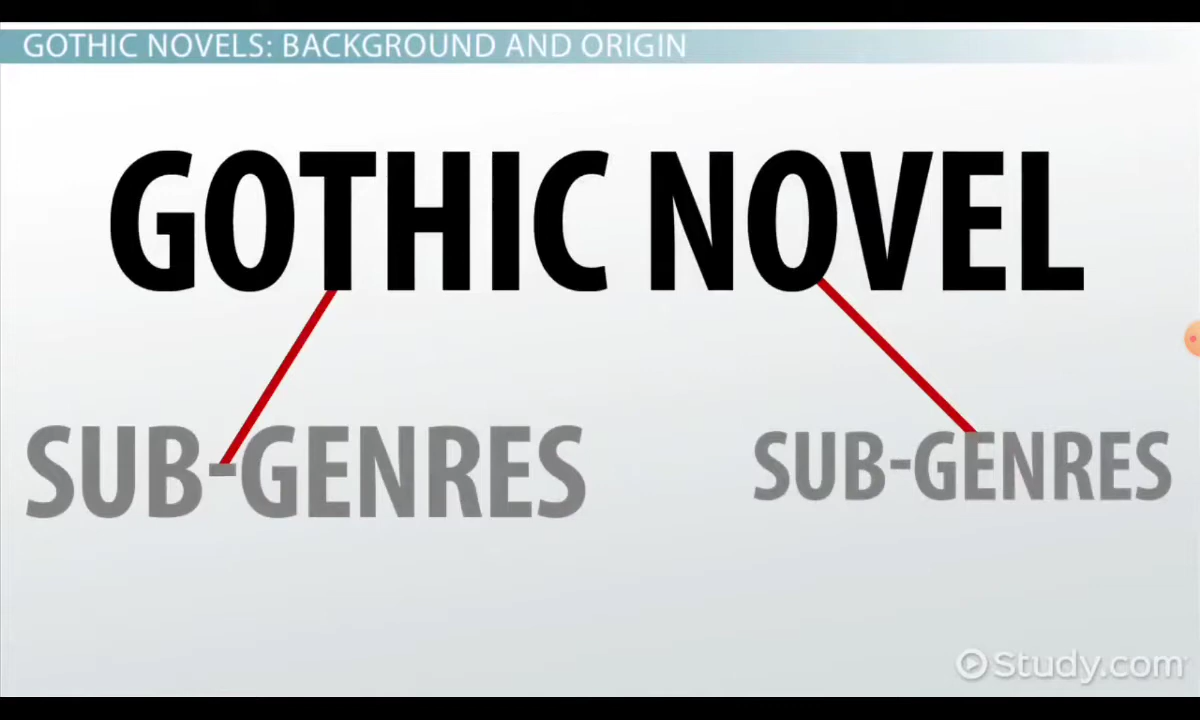 GOTHIC NOVELS: BACKGROUND AND ORIGIN
GOTHIC NOVEL
SUB-GENRES SUB-GENRES
Study.com